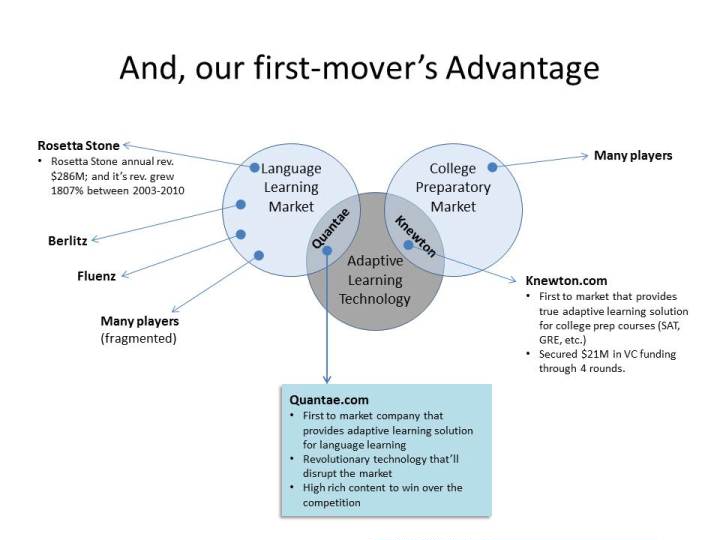 And, our first-mover's Advantage
Rosetta Stone
• Rosetta Stone annual rev.
$286M; and it's rev. grew
1807% between 2003-2010
Berlitz
Fluenz
Many players
(fragmented)
Language
Learning
Market
Quantae
College
Preparatory
Market
Knewton
Adaptive
Learning
Technology
Many players
Knewton.com
• First to market that provides
true adaptive learning solution
for college prep courses (SAT,
GRE, etc.)
• Secured $21M in VC funding
through 4 rounds.
Quantae.com
• First to market company that
provides adaptive learning solution
for language learning
• Revolutionary technology that'll
disrupt the market
• High rich content to win over the
competition